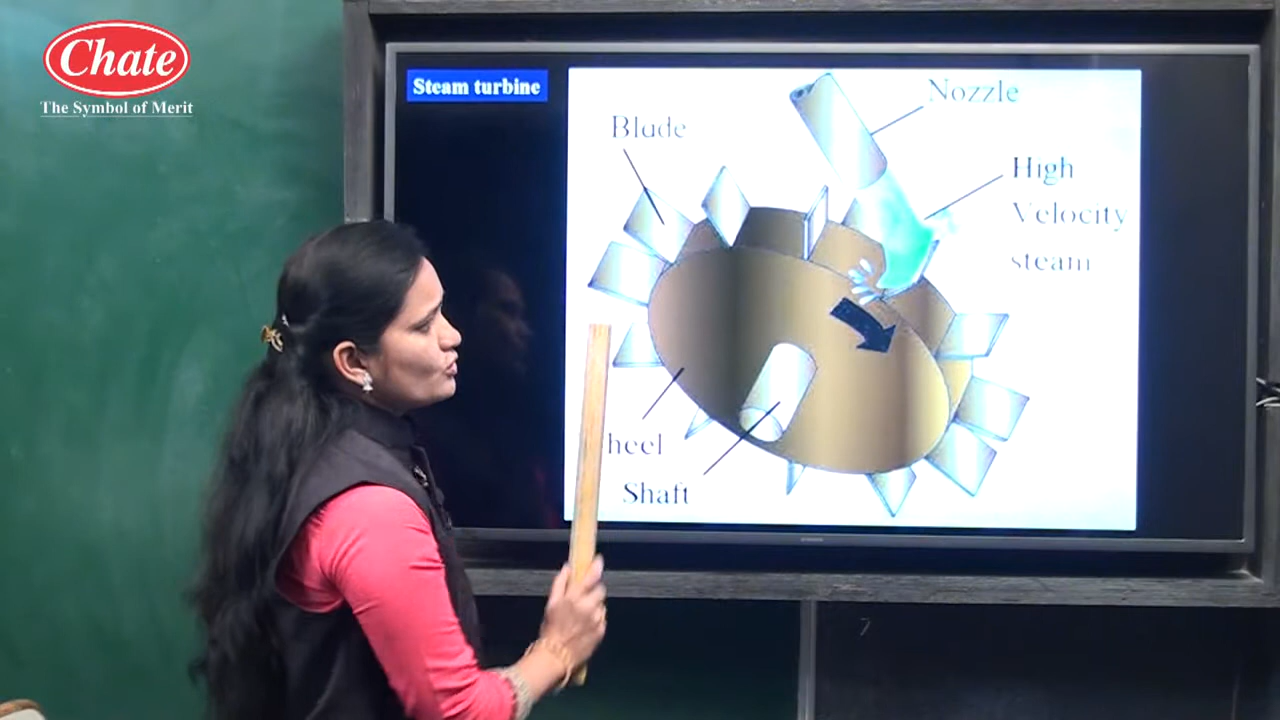 Chate
The Symbol of Merit
Steam turbine
Nozzle
Blade
High
Velocity
steam
heel
Shaft